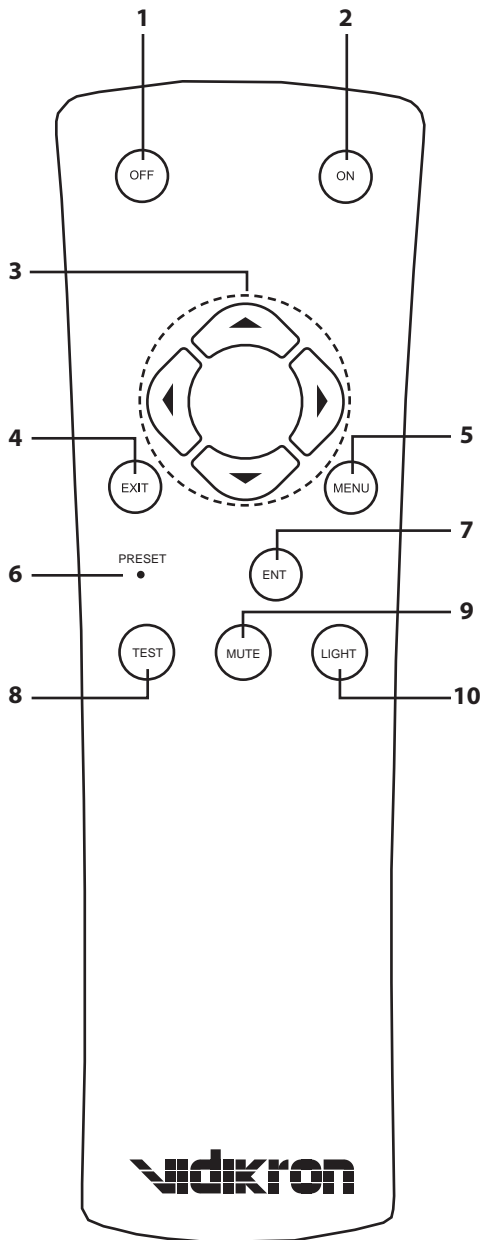 1 2
OFF ON
3
4 5
EXIT MENU
7
PRESET
6 ENT
9
TEST MUTE LIGHT
8 10
Vidikron